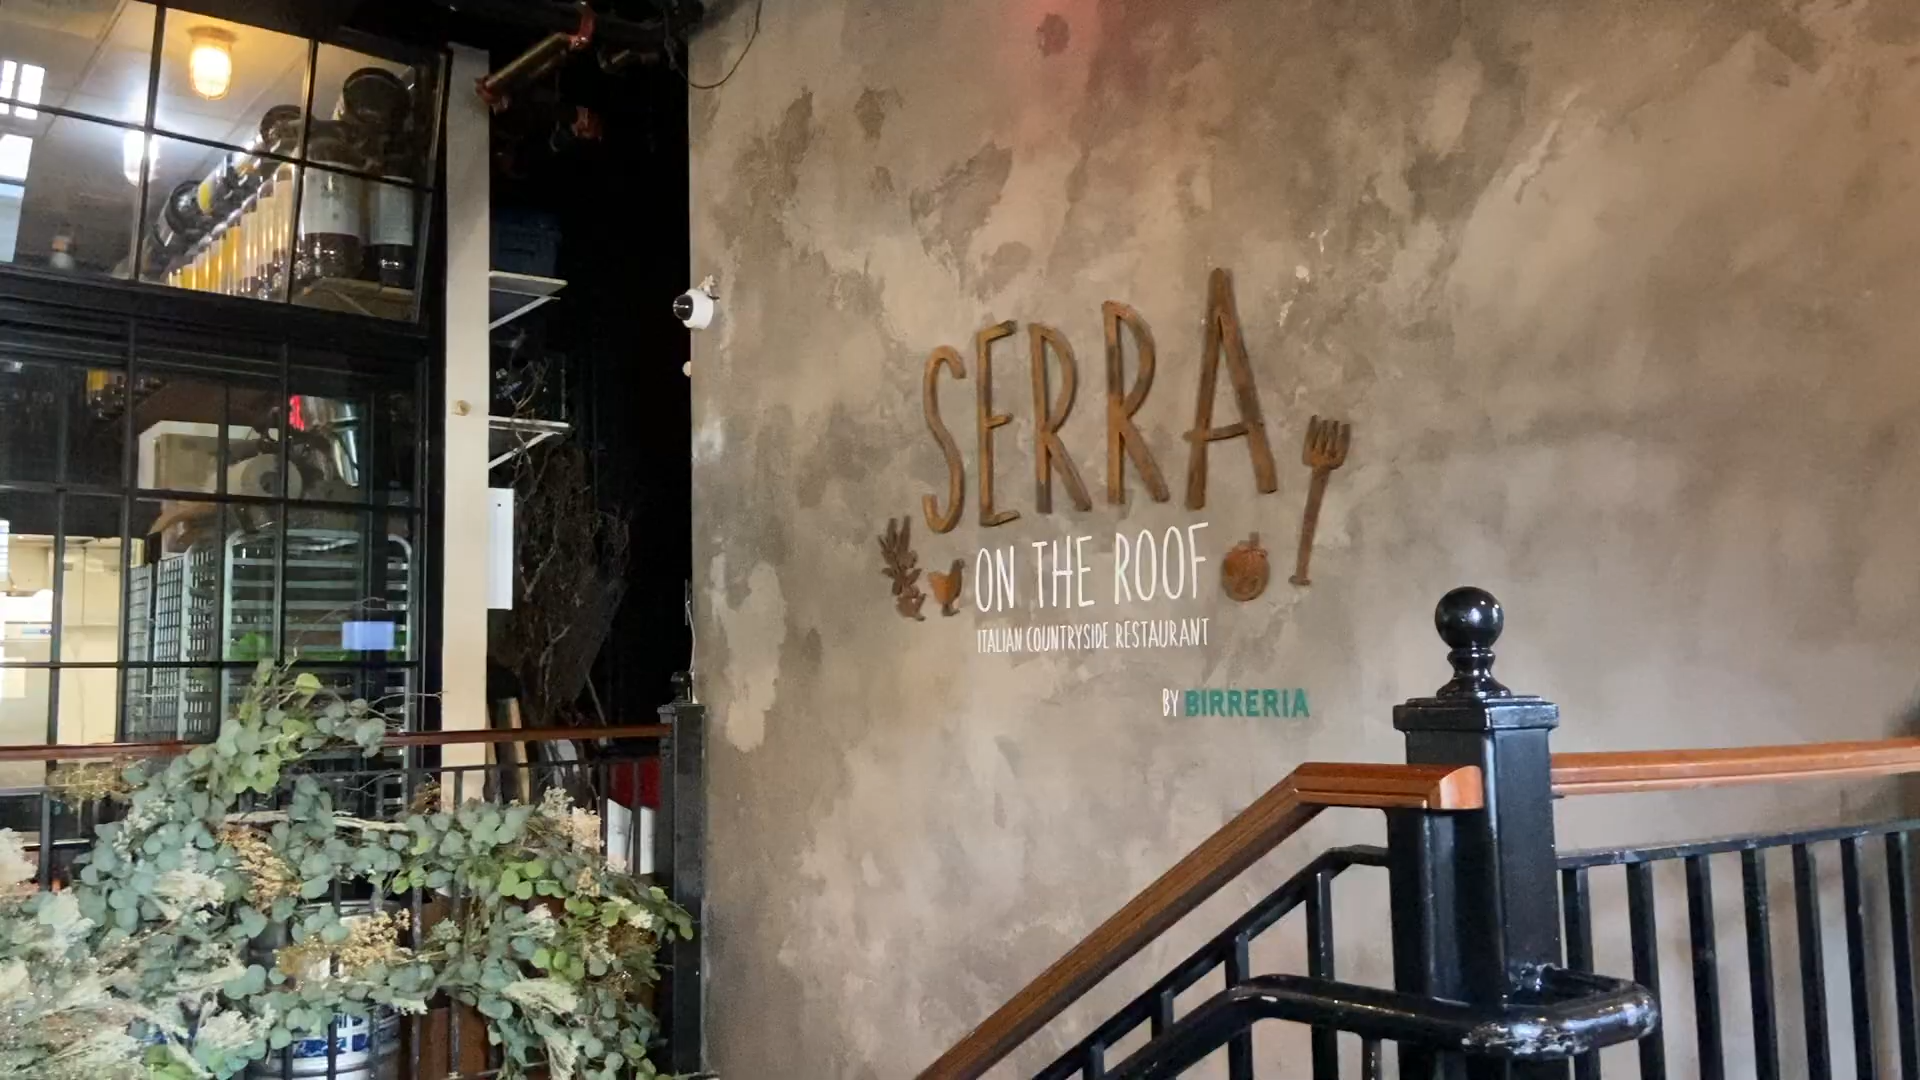 SERRA
ON THE ROOF
ITALIAN COUNTRYSIDE RESTAURANT
BY BIRRERIA